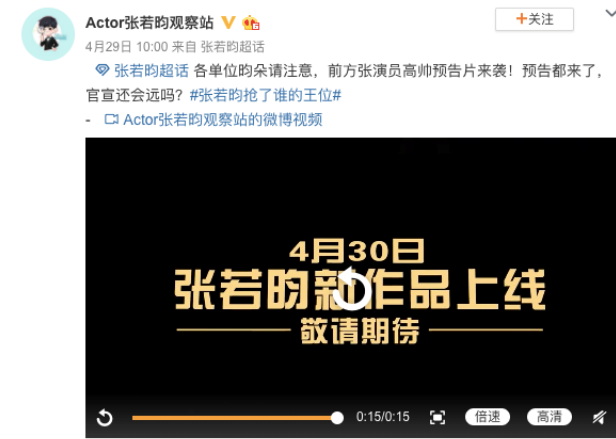 Actor张若昀观察站
+关注
4月29日 10:00 来自 张若昀超话
张若昀超话 各单位昀朵请注意，前方张演员高帅预告片来袭！预告都来了，
官宣还会远吗？#张若昀抢了谁的王位#
- Actor张若昀观察站的微博视频
4月30日
张若昀新作品上线
敬请期待
0:15/0:15 倍速 高清